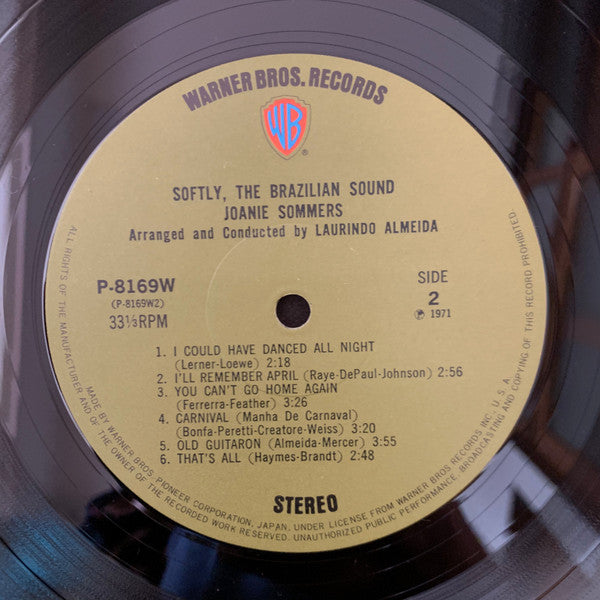 WARNER BROS. RECORDS
WB
®
SOFTLY, THE BRAZILIAN SOUND
JOANIE SOMMERS
Arranged and Conducted by LAURINDO ALMEIDA
P-8169W
(P-8169W2)
33⅓RPM
SIDE
2
℗ 1971
1. I COULD HAVE DANCED ALL NIGHT
(Lerner-Loewe) 2:18
2. I'LL REMEMBER APRIL (Raye-DePaul-Johnson) 2:56
3. YOU CAN'T GO HOME AGAIN
(Ferrerra-Feather) 3:26
4. CARNIVAL (Manha De Carnaval)
(Bonfa-Peretti-Creatore-Weiss) 3:20
5. OLD GUITARON (Almeida-Mercer) 3:55
6. THAT'S ALL (Haymes-Brandt) 2:48
STEREO
MADE BY WARNER BROS. PIONEER CORPORATION, JAPAN, UNDER LICENSE FROM WARNER BROS. RECORDS INC., U.S.A.
ALL RIGHTS OF THE MANUFACTURER AND OF THE OWNER OF THE RECORDED WORK RESERVED. UNAUTHORIZED PUBLIC PERFORMANCE, BROADCASTING AND COPYING OF THIS RECORD PROHIBITED